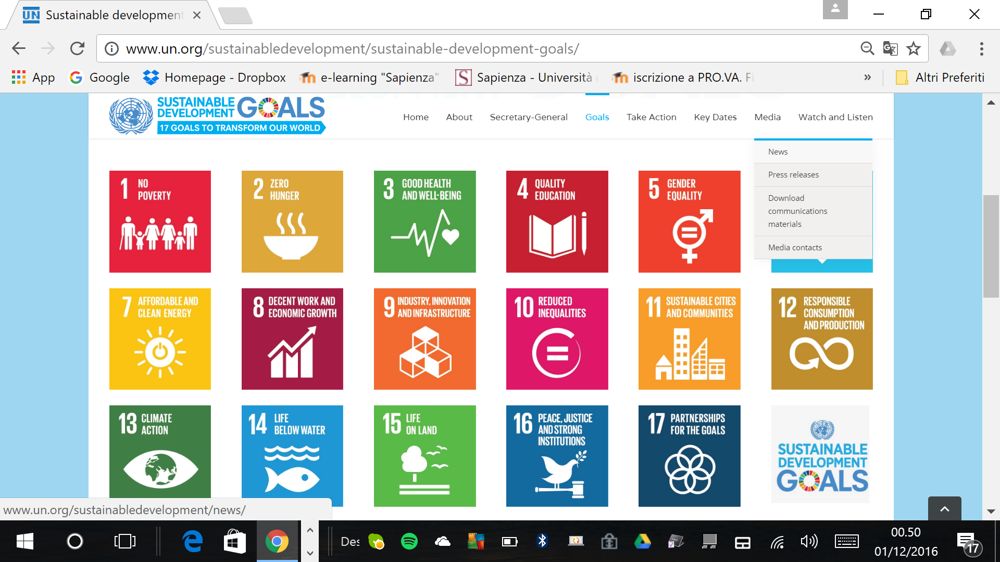 UN Sustainable development
www.un.org/sustainabledevelopment/sustainable-development-goals/
App Google Homepage - Dropbox e-learning "Sapienza" Sapienza - Università iscrizione a PRO.VA. Fi » Altri Preferiti
SUSTAINABLE
DEVELOPMENT GOALS
17 GOALS TO TRANSFORM OUR WORLD
Home About Secretary-General Goals Take Action Key Dates Media Watch and Listen
News
Press releases
Download
communications
materials
Media contacts
1 NO
POVERTY
2 ZERO
HUNGER
3 GOOD HEALTH
AND WELL-BEING
4 QUALITY
EDUCATION
5 GENDER
EQUALITY
7 AFFORDABLE AND
CLEAN ENERGY
8 DECENT WORK AND
ECONOMIC GROWTH
9 INDUSTRY, INNOVATION
AND INFRASTRUCTURE
10 REDUCED
INEQUALITIES
11 SUSTAINABLE CITIES
AND COMMUNITIES
12 RESPONSIBLE
CONSUMPTION
AND PRODUCTION
13 CLIMATE
ACTION
14 LIFE
BELOW WATER
15 LIFE
ON LAND
16 PEACE, JUSTICE
AND STRONG
INSTITUTIONS
17 PARTNERSHIPS
FOR THE GOALS
SUSTAINABLE
DEVELOPMENT
GOALS
www.un.org/sustainabledevelopment/news/
Des
00.50
01/12/2016
17